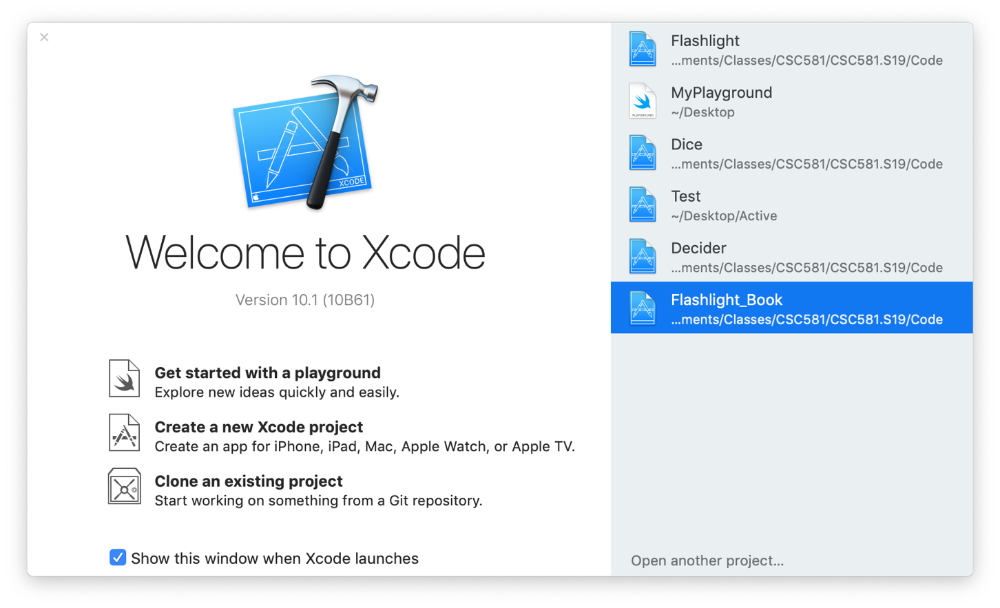 XCODE
Welcome to Xcode
Version 10.1 (10B61)
Get started with a playground
Explore new ideas quickly and easily.
Create a new Xcode project
Create an app for iPhone, iPad, Mac, Apple Watch, or Apple TV.
Clone an existing project
Start working on something from a Git repository.
Show this window when Xcode launches
Flashlight
...ments/Classes/CSC581/CSC581.S19/Code
PLAYGROUND
MyPlayground
~/Desktop
Dice
...ments/Classes/CSC581/CSC581.S19/Code
Test
~/Desktop/Active
Decider
...ments/Classes/CSC581/CSC581.S19/Code
Flashlight_Book
...ments/Classes/CSC581/CSC581.S19/Code
Open another project...